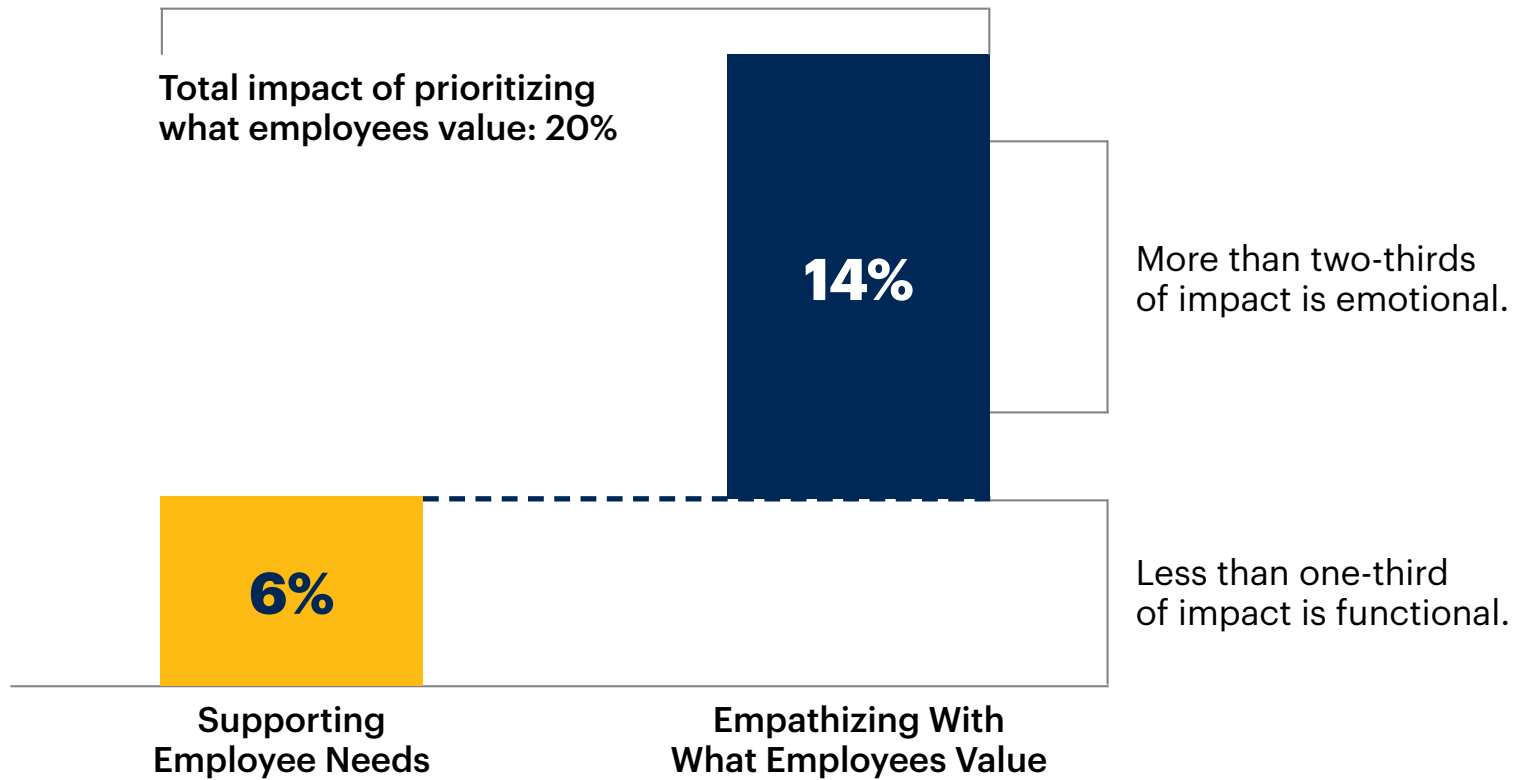 Total impact of prioritizing
what employees value: 20%
14%
More than two-thirds
of impact is emotional.
6%
Less than one-third
of impact is functional.
Supporting
Employee Needs
Empathizing With
What Employees Value